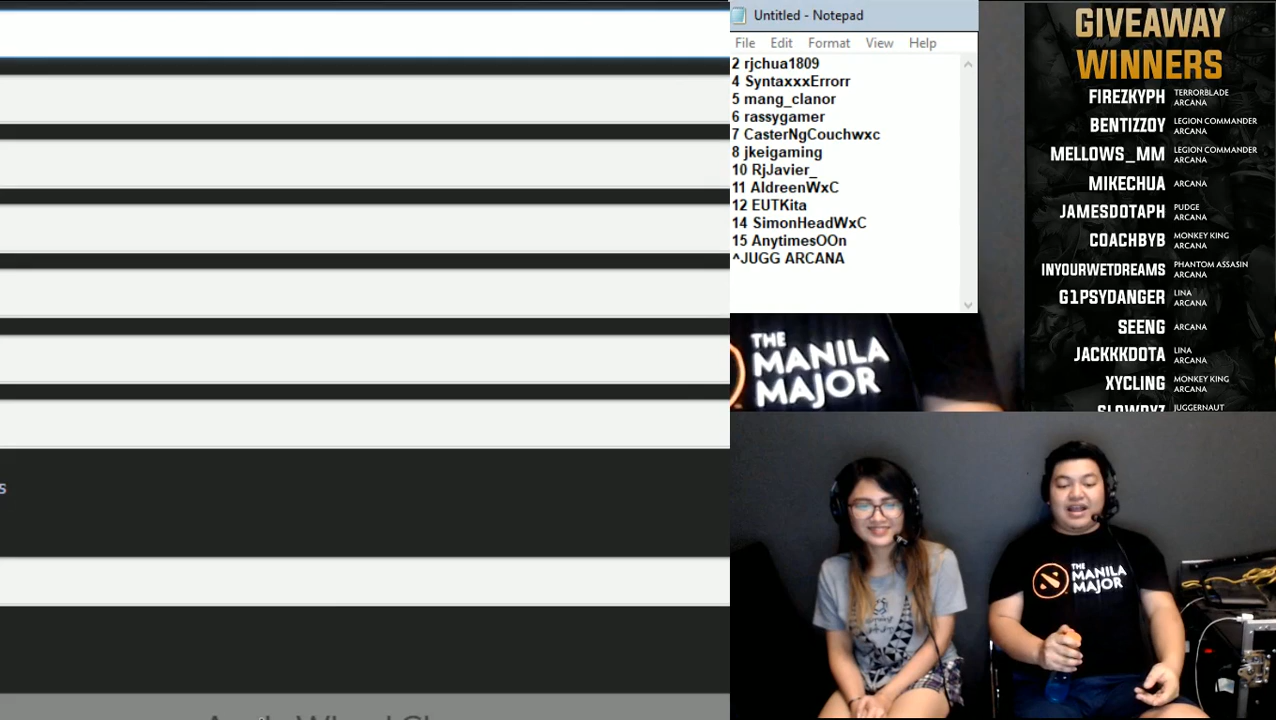 Untitled - Notepad
File Edit Format View Help
2 rjchua1809
4 SyntaxxxErrorr
5 mang_clanor
6 rassygamer
7 CasterNgCouchwxc
8 jkeigaming
10 RjJavier_
11 AldreenWxC
12 EUTKita
14 SimonHeadWxC
15 AnytimesOOn
^JUGG ARCANA
GIVEAWAY
WINNERS
FIREZKYPH TERRORBLADE ARCANA
BENTIZZOY LEGION COMMANDER ARCANA
MELLOWS_MM LEGION COMMANDER ARCANA
MIKECHUA ARCANA
JAMESDOTAPH PUDGE ARCANA
COACHBYB MONKEY KING ARCANA
INYOURWETDREAMS PHANTOM ASSASIN ARCANA
G1PSYDANGER LINA ARCANA
SEENG ARCANA
JACKKKDOTA LINA ARCANA
XYCLING MONKEY KING ARCANA
JUGGERNAUT
THE
MANILA
MAJOR
s
THE
MANILA
MAJOR